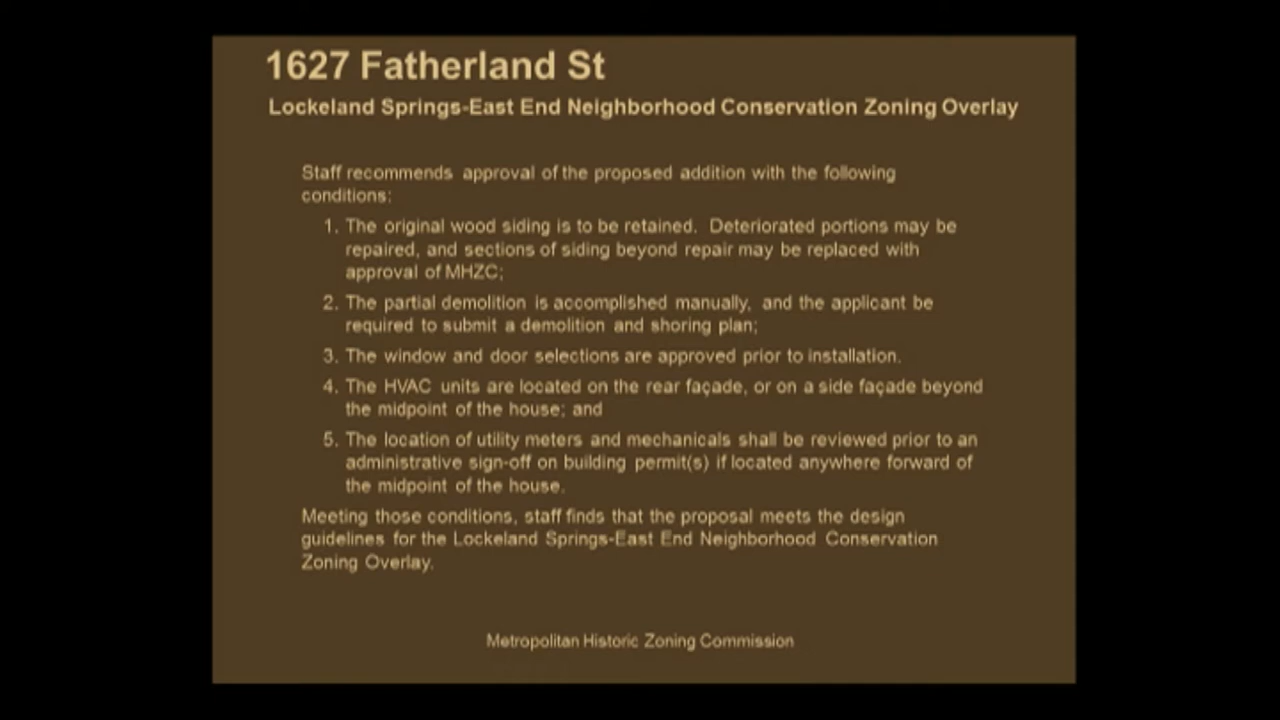 1627 Fatherland St
Lockeland Springs-East End Neighborhood Conservation Zoning Overlay
Staff recommends approval of the proposed addition with the following
conditions:
1. The original wood siding is to be retained. Deteriorated portions may be
repaired, and sections of siding beyond repair may be replaced with
approval of MHZC;
2. The partial demolition is accomplished manually, and the applicant be
required to submit a demolition and shoring plan;
3. The window and door selections are approved prior to installation.
4. The HVAC units are located on the rear façade, or on a side façade beyond
the midpoint of the house; and
5. The location of utility meters and mechanicals shall be reviewed prior to an
administrative sign-off on building permit(s) if located anywhere forward of
the midpoint of the house.
Meeting those conditions, staff finds that the proposal meets the design
guidelines for the Lockeland Springs-East End Neighborhood Conservation
Zoning Overlay.
Metropolitan Historic Zoning Commission